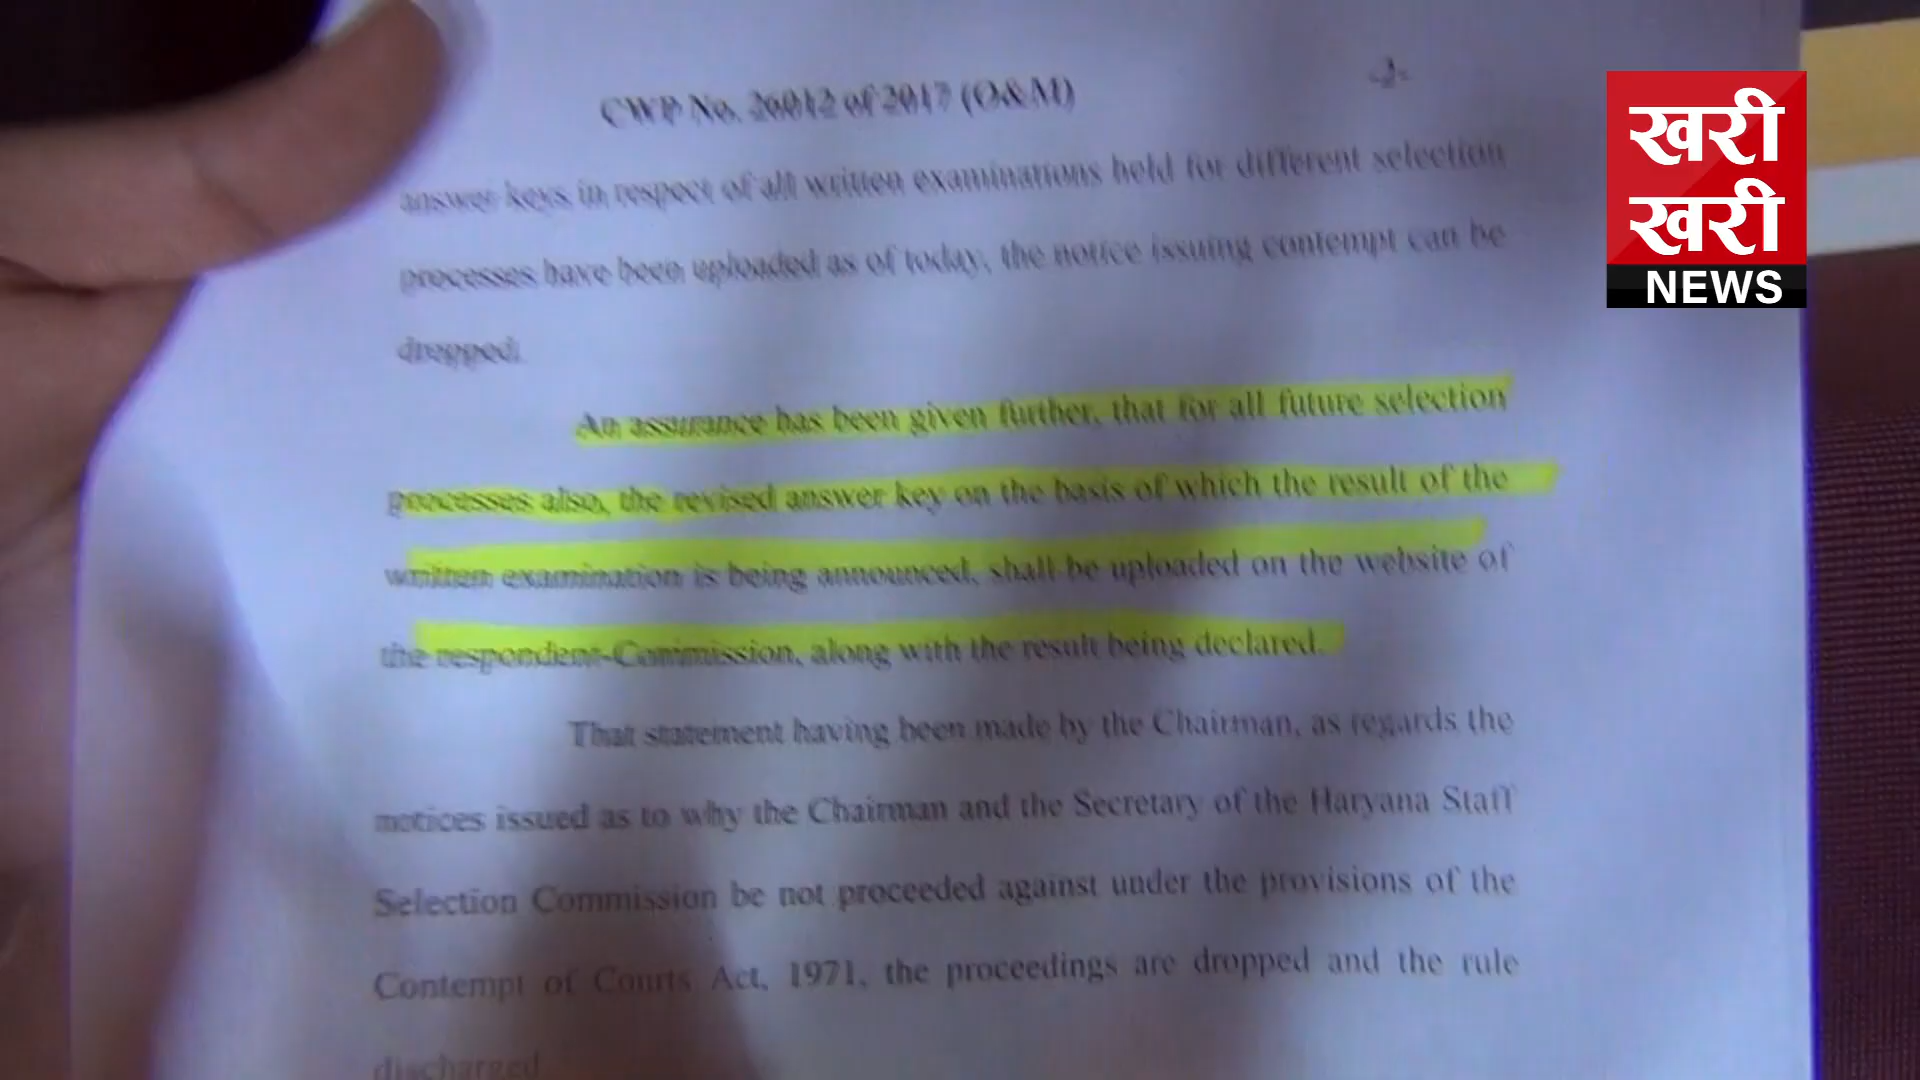 CWP No. 26012 of 2017 (O&M)
-2-
answer keys in respect of all written examinations held for different selection
processes have been uploaded as of today, the notice issuing contempt can be
dropped.
An assurance has been given further, that for all future selection
processes also, the revised answer key on the basis of which the result of the
written examination is being announced, shall be uploaded on the website of
the respondent-Commission, along with the result being declared.
That statement having been made by the Chairman, as regards the
notices issued as to why the Chairman and the Secretary of the Haryana Staff
Selection Commission be not proceeded against under the provisions of the
Contempt of Courts Act, 1971, the proceedings are dropped and the rule
discharged
खरी
खरी
NEWS